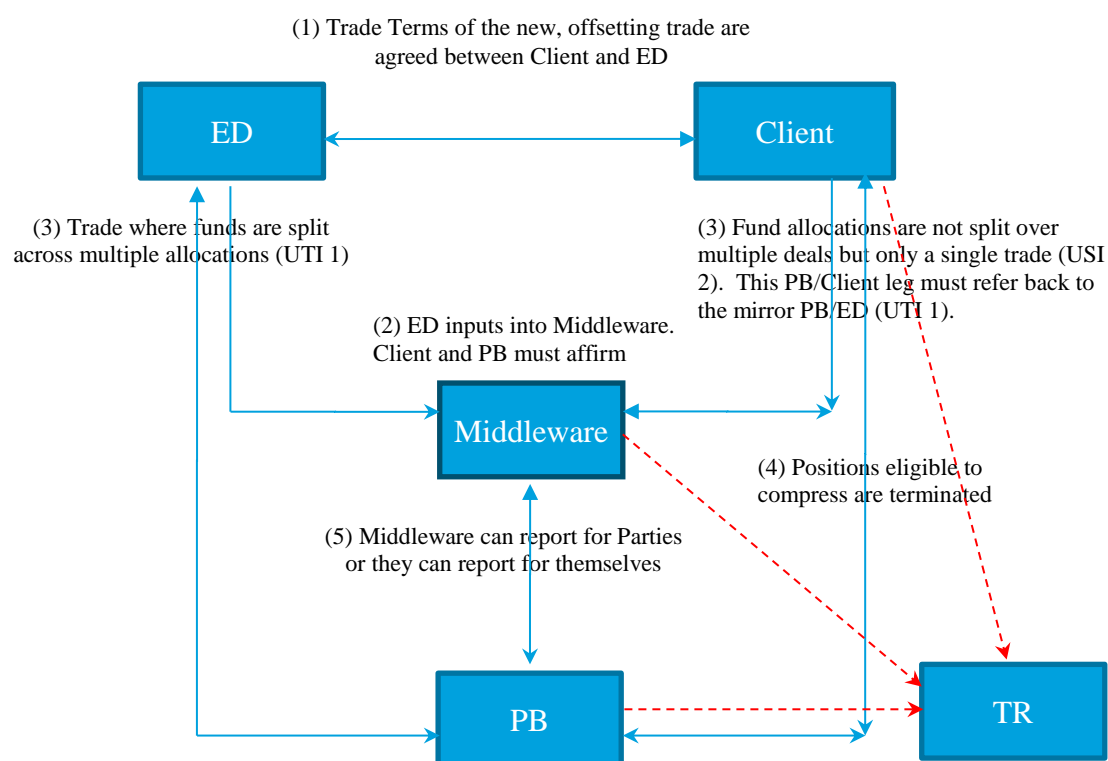 (1) Trade Terms of the new, offsetting trade are
agreed between Client and ED
ED
Client
(3) Trade where funds are split
across multiple allocations (UTI 1)
(3) Fund allocations are not split over
multiple deals but only a single trade (USI
2).  This PB/Client leg must refer back to
the mirror PB/ED (UTI 1).
(2) ED inputs into Middleware.
Client and PB must affirm
Middleware
(4) Positions eligible to
compress are terminated
(5) Middleware can report for Parties
or they can report for themselves
PB
TR